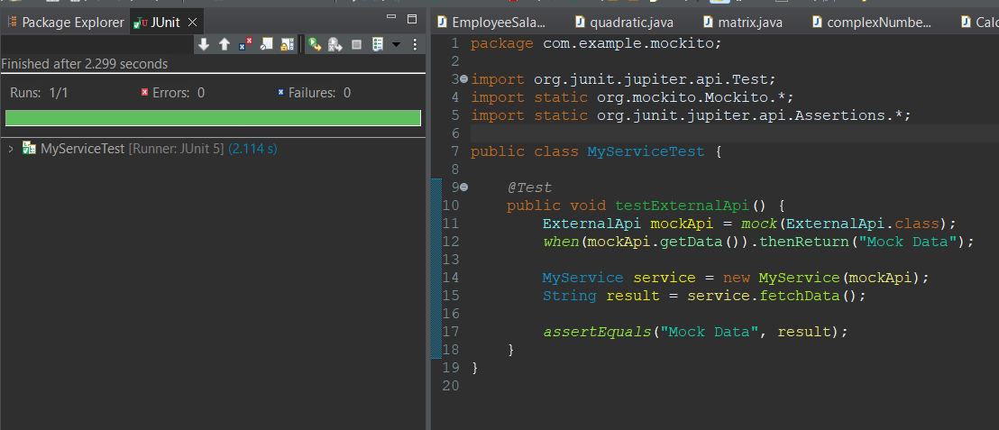 Package Explorer
JUnit
Finished after 2.299 seconds
Runs: 1/1
Errors: 0
Failures: 0
MyServiceTest [Runner: JUnit 5] (2.114 s)
EmployeeSala...
quadratic.java
matrix.java
complexNumbe...
Calc
1 package com.example.mockito;
2
3 import org.junit.jupiter.api.Test;
4 import static org.mockito.Mockito.*;
5 import static org.junit.jupiter.api.Assertions.*;
6
7 public class MyServiceTest {
8
9     @Test
10     public void testExternalApi() {
11         ExternalApi mockApi = mock(ExternalApi.class);
12         when(mockApi.getData()).thenReturn("Mock Data");
13
14         MyService service = new MyService(mockApi);
15         String result = service.fetchData();
16
17         assertEquals("Mock Data", result);
18     }
19 }
20